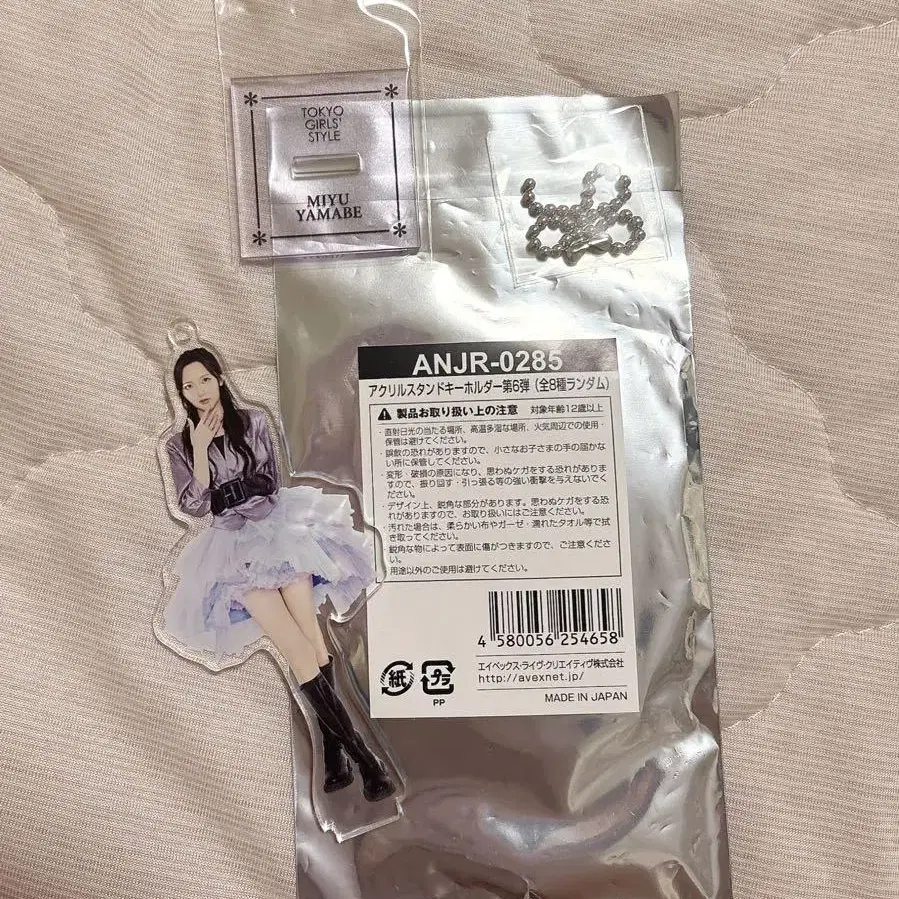 TOKYO
GIRLS'
STYLE
MIYU
YAMABE
ANJR-0285
アクリルスタンドキーホルダー第6弾(全8種ランダム)
製品お取り扱い上の注意 対象年齢12歳以上
・直射日光の当たる場所、高温多湿な場所、火気周辺での使用・
保管は避けてください。
・誤飲の恐れがありますので、小さなお子さまの手の届かな
い所に保管してください。
・変形・破損の原因になり、思わぬケガをする恐れがありま
すので、振り回す・引っ張る等の強い衝撃を与えないでく
ださい。
・デザイン上、鋭角な部分があります。思わぬケガをする恐
れがありますので、お取り扱いにはご注意ください。
・汚れた場合は、柔らかい布やガーゼ・濡れたタオル等で拭
き取ってください。
・鋭角な物によって表面に傷がつきますので、ご注意くださ
い。
・用途以外のご使用は避けてください。
4 580056 254658
紙
プラ
PP
エイベックス・ライヴ・クリエイティヴ株式会社
http://avexnet.jp/
MADE IN JAPAN